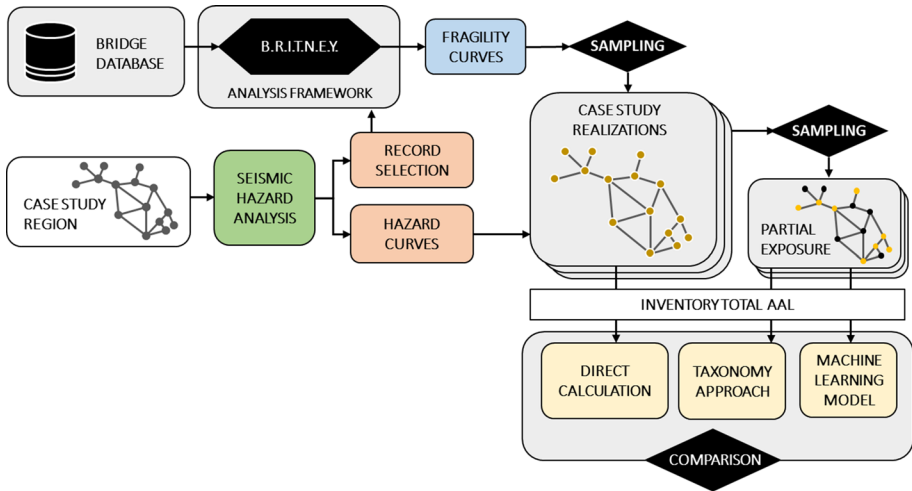 BRIDGE
DATABASE
B.R.I.T.N.E.Y.
ANALYSIS FRAMEWORK
FRAGILITY
CURVES
SAMPLING
CASE STUDY
REGION
SEISMIC
HAZARD
ANALYSIS
RECORD
SELECTION
HAZARD
CURVES
CASE STUDY
REALIZATIONS
SAMPLING
PARTIAL
EXPOSURE
INVENTORY TOTAL AAL
DIRECT
CALCULATION
TAXONOMY
APPROACH
MACHINE
LEARNING
MODEL
COMPARISON